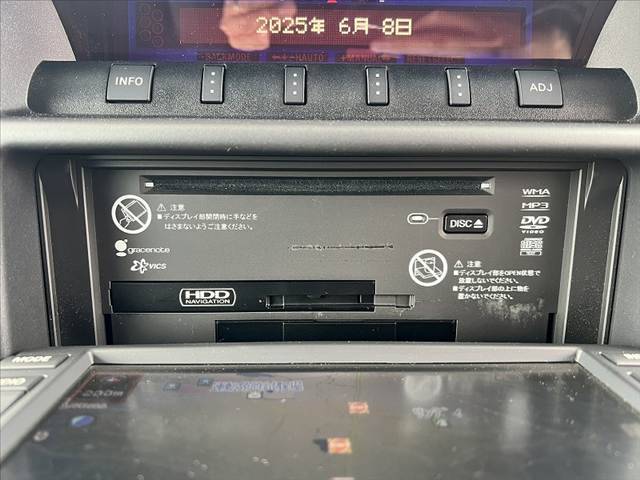 2025年 6月 8日
INFO
ADJ
⚠ 注意
■ディスプレイ部開閉時に手などを
はさまないようご注意ください。
gracenote
VICS
DISC ⏏
WMA
MP3
DVD
VIDEO
⚠ 注意
■ディスプレイ部をOPEN状態で
放置しないでください。
■ディスプレイ部の上に物を
置かないでください。
HDD
NAVIGATION
MODE
200m